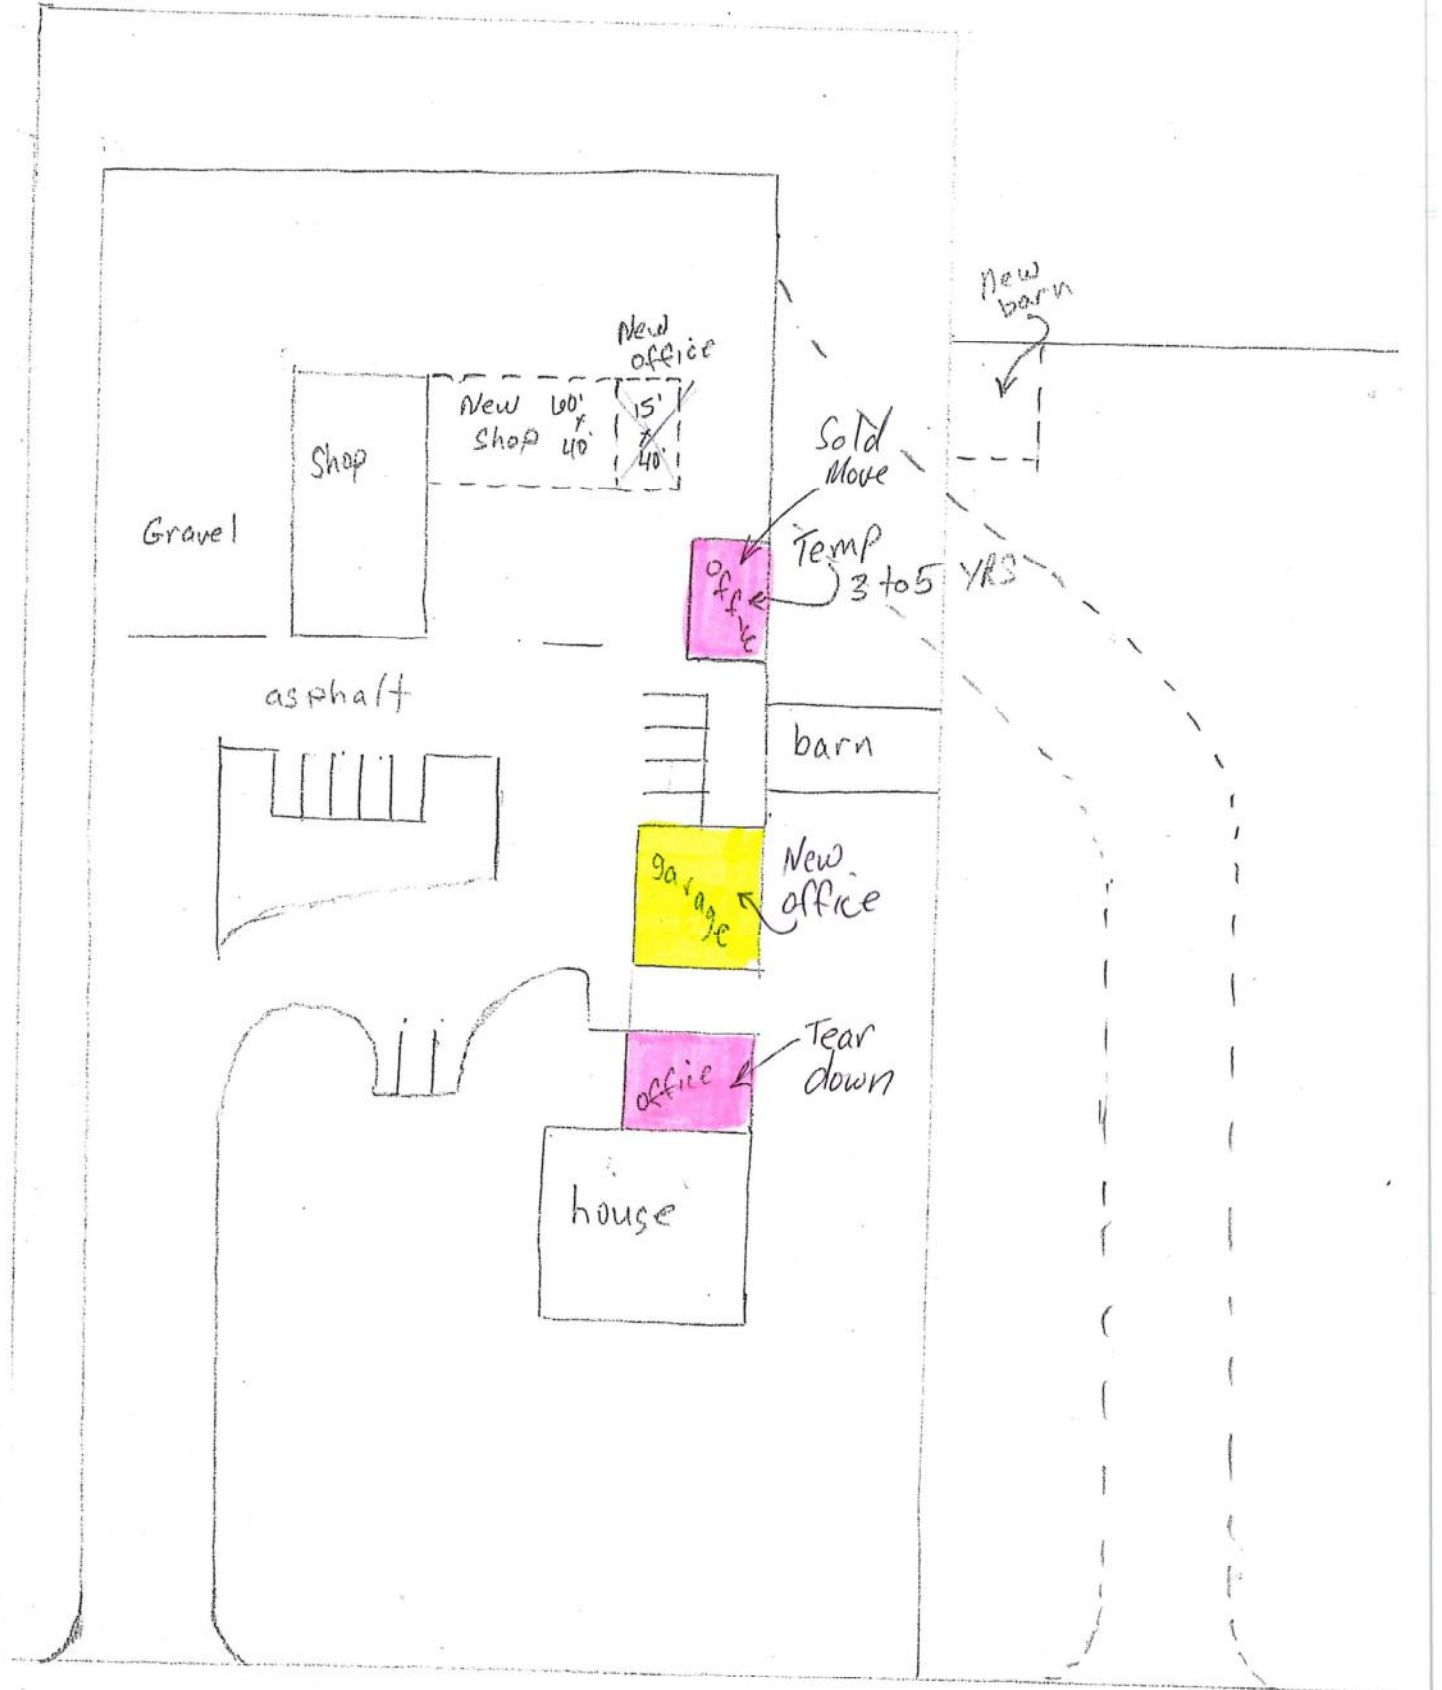 New
barn
New
office
New 60'
x
Shop 40'
15'
x
40'
Shop
Sold
Move
Gravel
Temp
3 to 5 YRS
office
asphalt
barn
garage
New
office
Tear
down
office
house